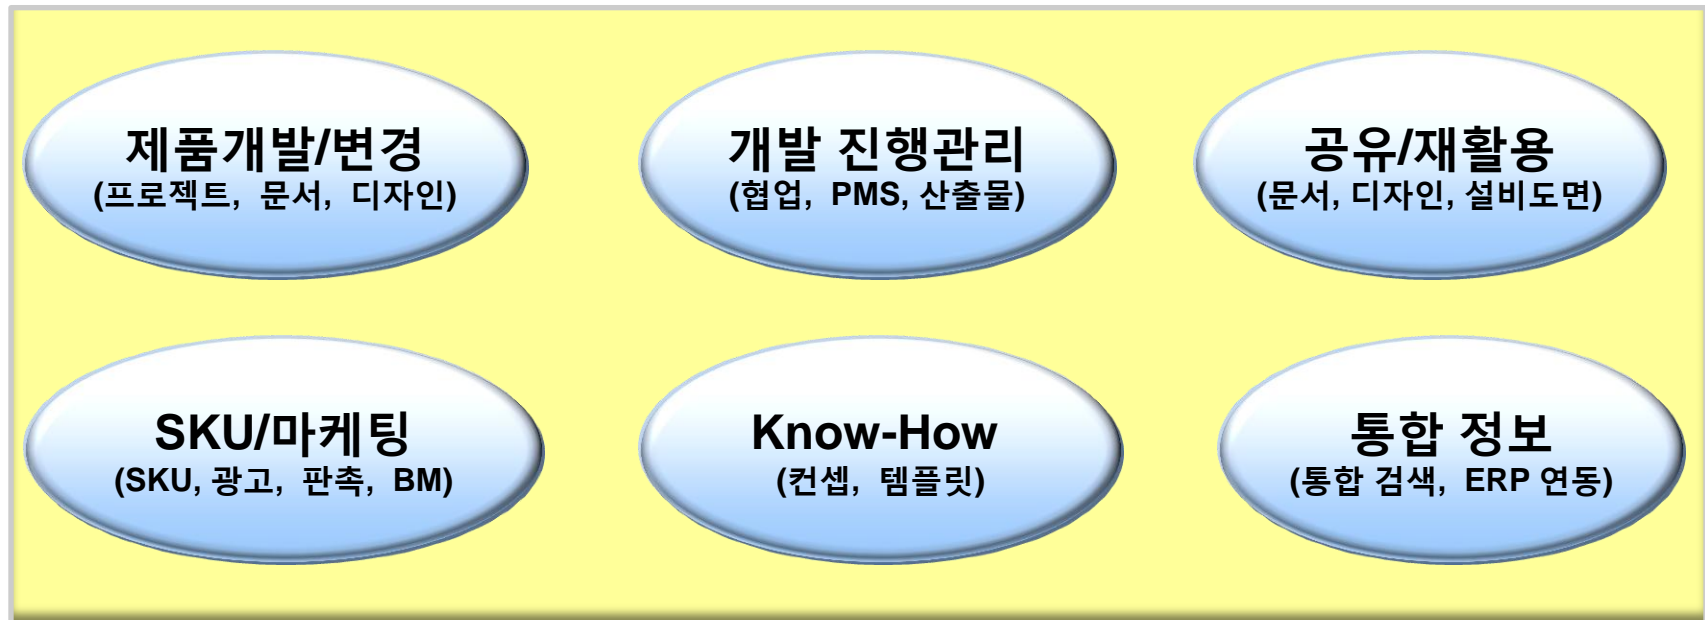 제품개발/변경
(프로젝트, 문서, 디자인)
개발 진행관리
(협업, PMS, 산출물)
공유/재활용
(문서, 디자인, 설비도면)
SKU/마케팅
(SKU, 광고, 판촉, BM)
Know-How
(컨셉, 템플릿)
통합 정보
(통합 검색, ERP 연동)